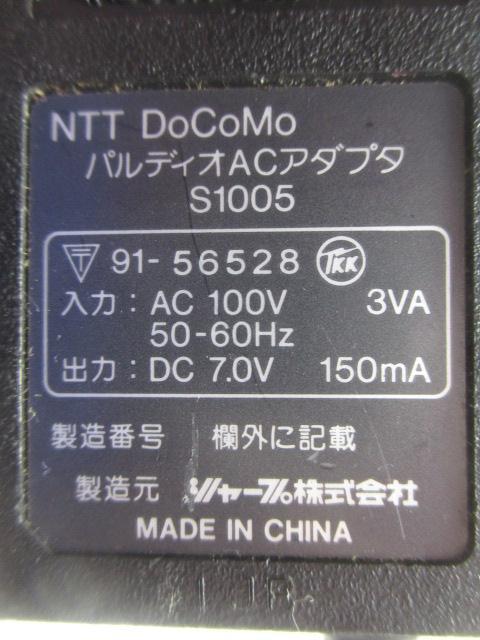 NTT DoCoMo
パルディオACアダプタ
S1005
〒 91-56528 TKK
入力：AC 100V 3VA
50-60Hz
出力：DC 7.0V 150mA
製造番号 欄外に記載
製造元 シャープ株式会社
MADE IN CHINA